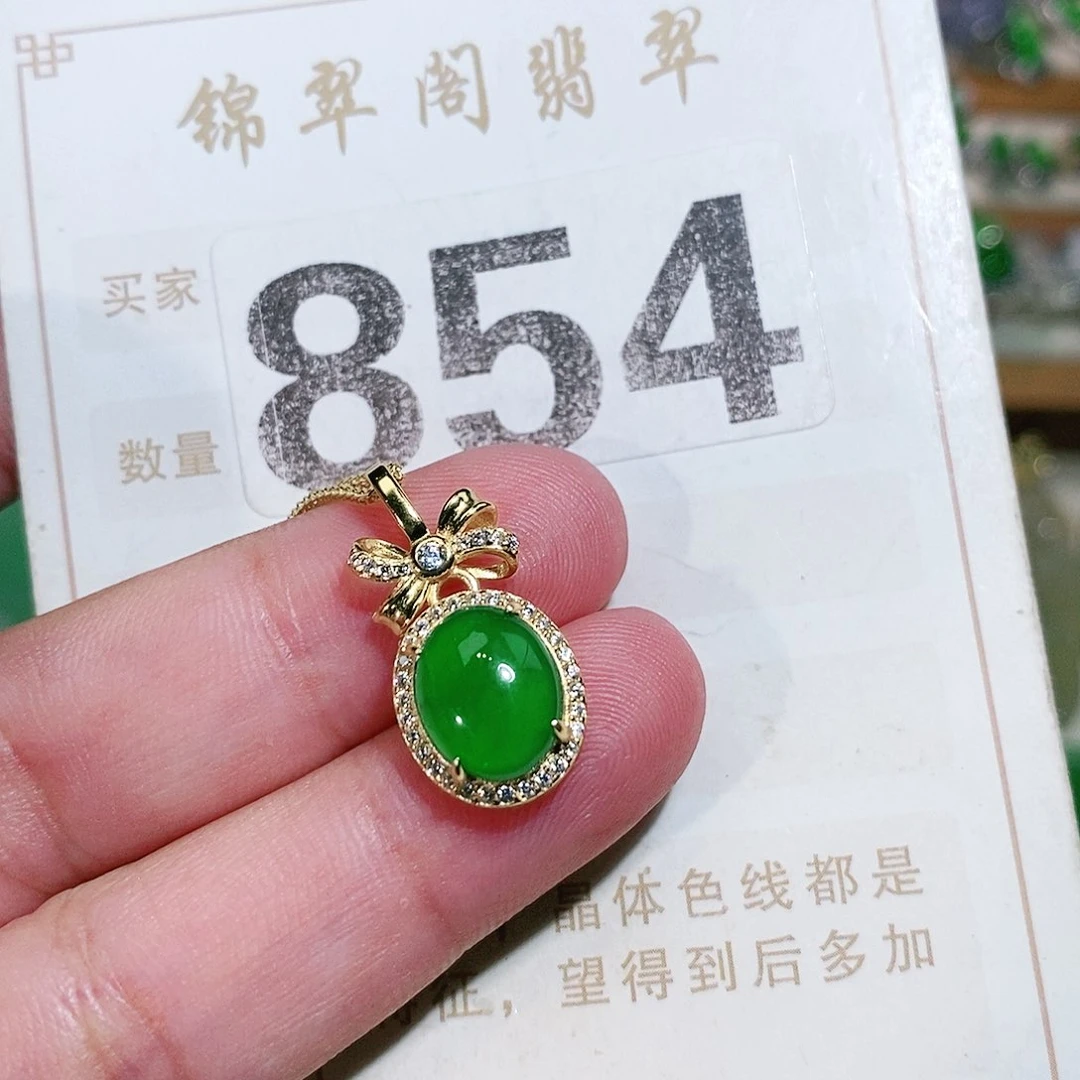 锦翠阁翡翠
买家
854
数量
晶体色线都是
征，望得到后多加